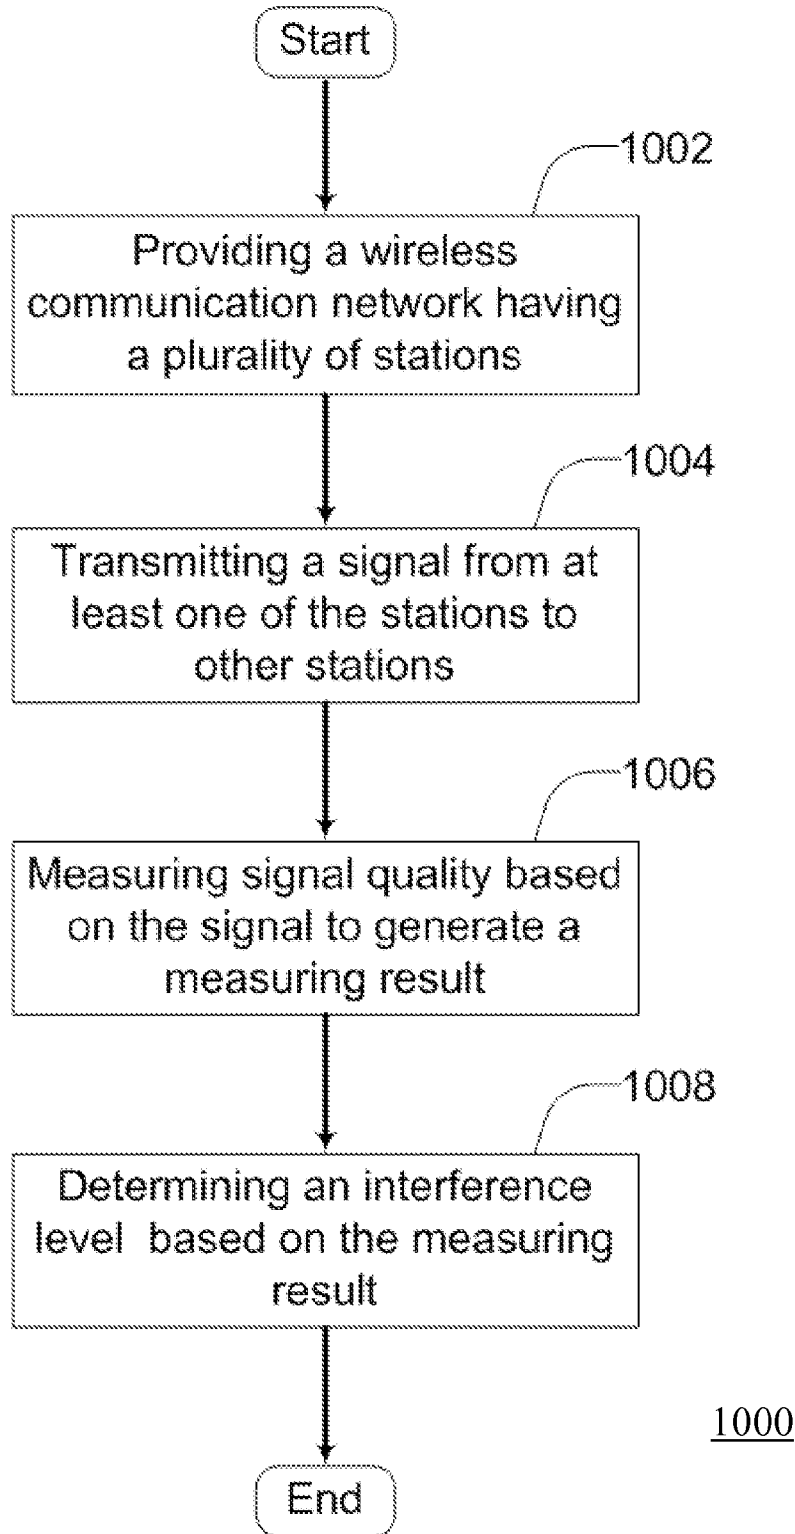 Start
1002
Providing a wireless
communication network having
a plurality of stations
1004
Transmitting a signal from at
least one of the stations to
other stations
1006
Measuring signal quality based
on the signal to generate a
measuring result
1008
Determining an interference
level based on the measuring
result
1000
End